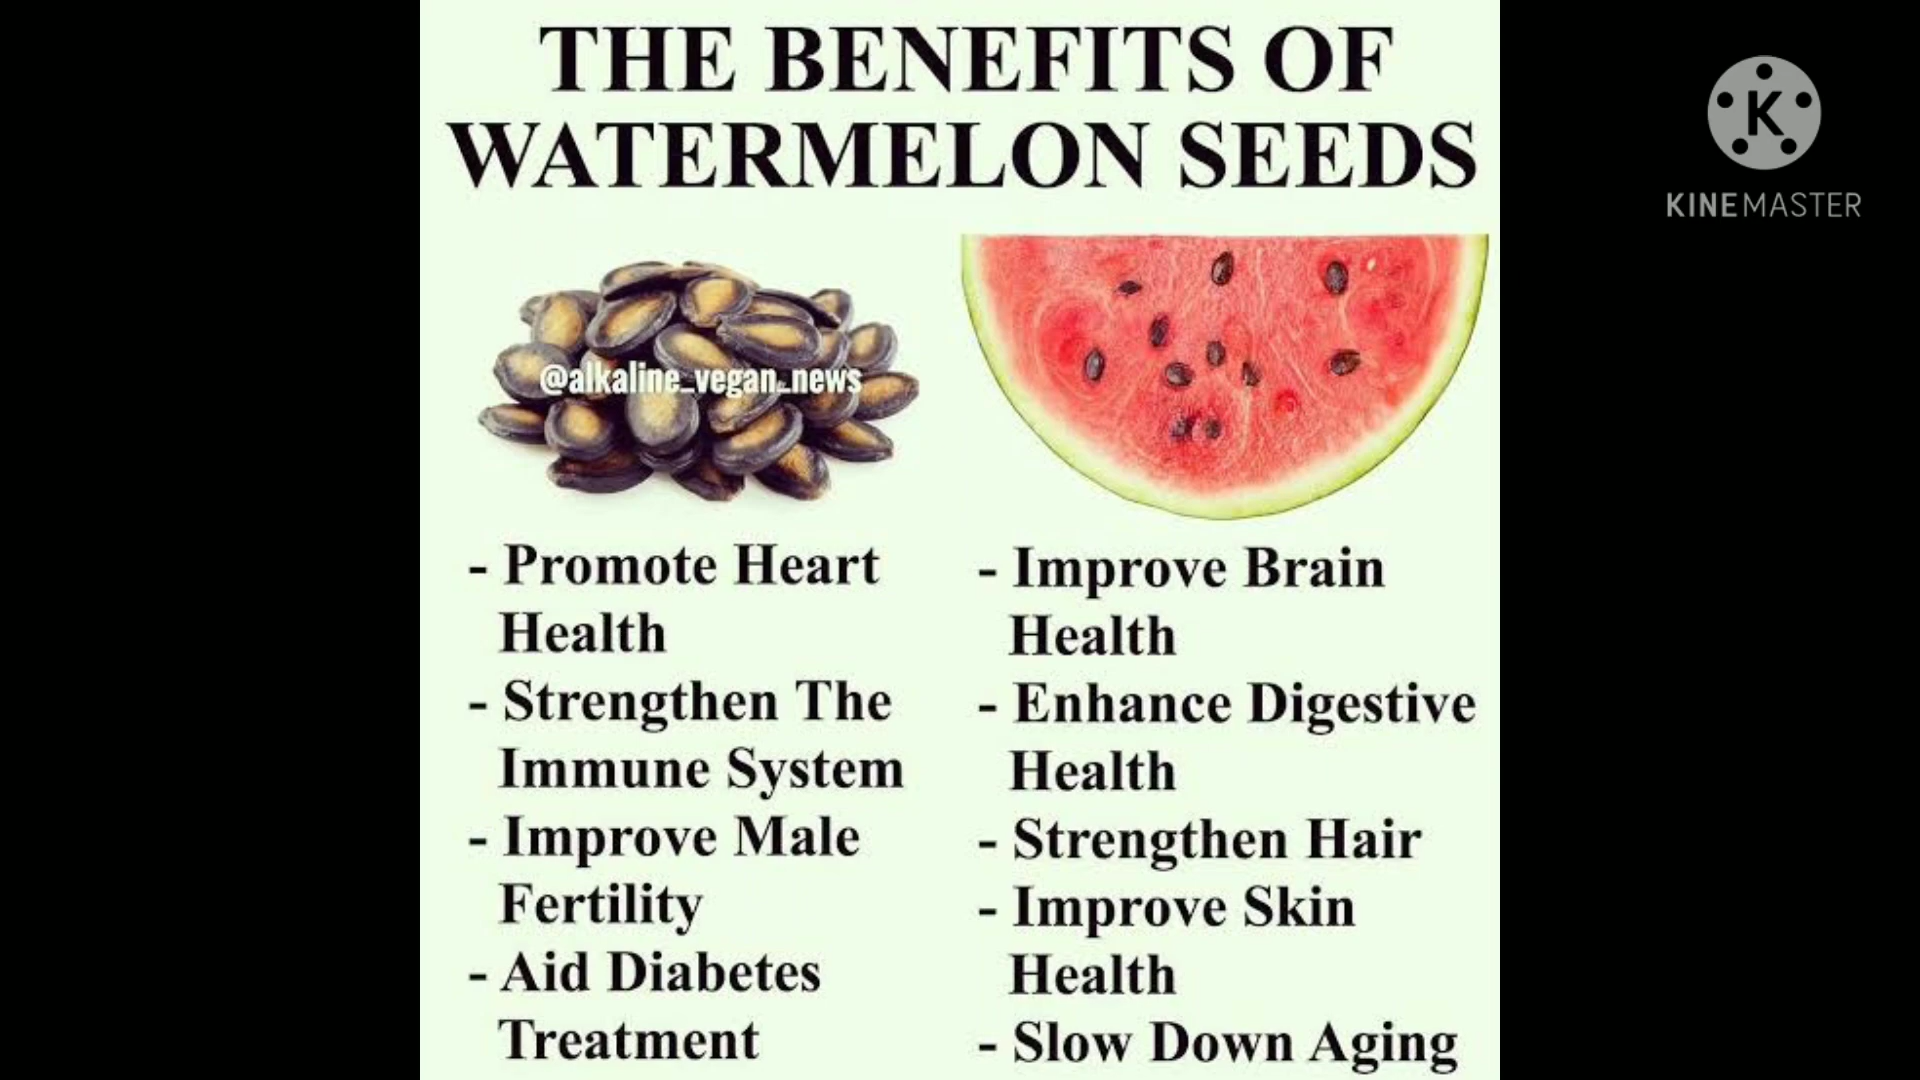 THE BENEFITS OF
WATERMELON SEEDS
KINEMASTER
@alkaline_vegan_news
- Promote Heart
Health
- Strengthen The
Immune System
- Improve Male
Fertility
- Aid Diabetes
Treatment
- Improve Brain
Health
- Enhance Digestive
Health
- Strengthen Hair
- Improve Skin
Health
- Slow Down Aging